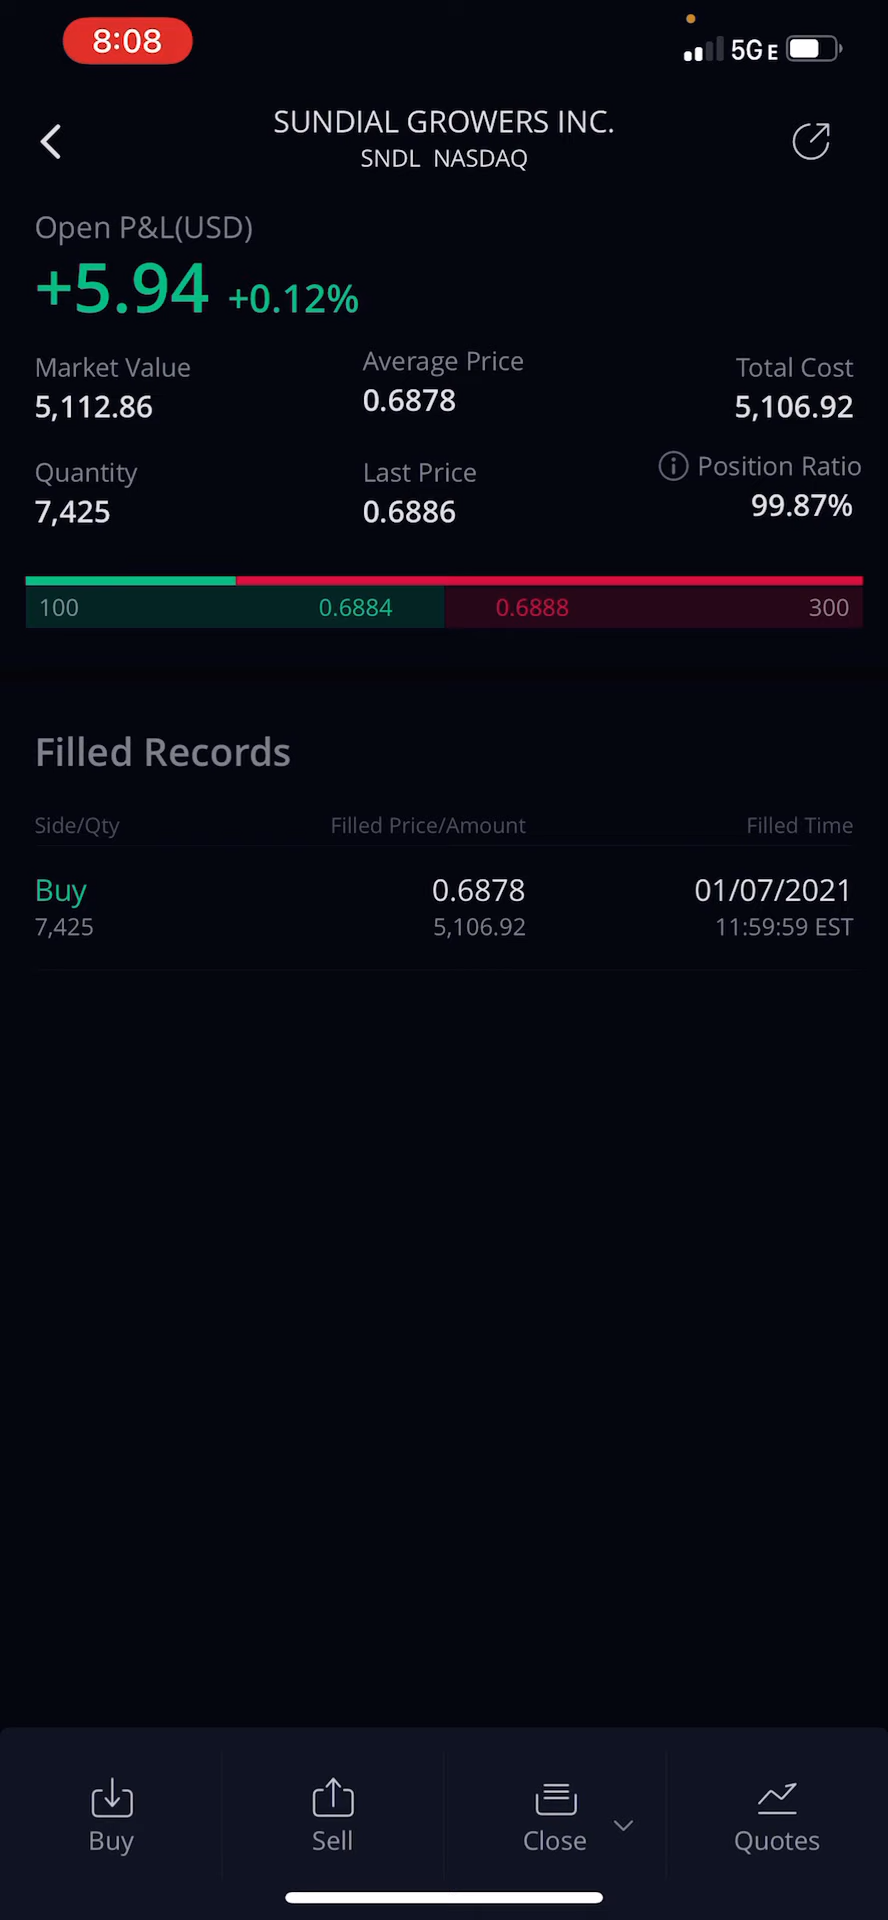 8:08
5G E
SUNDIAL GROWERS INC.
SNDL NASDAQ
Open P&L(USD)
+5.94 +0.12%
Market Value Average Price Total Cost
5,112.86 0.6878 5,106.92
Quantity Last Price Position Ratio
7,425 0.6886 99.87%
100 0.6884 0.6888 300
Filled Records
Side/Qty Filled Price/Amount Filled Time
Buy 0.6878 01/07/2021
7,425 5,106.92 11:59:59 EST
Buy Sell Close Quotes